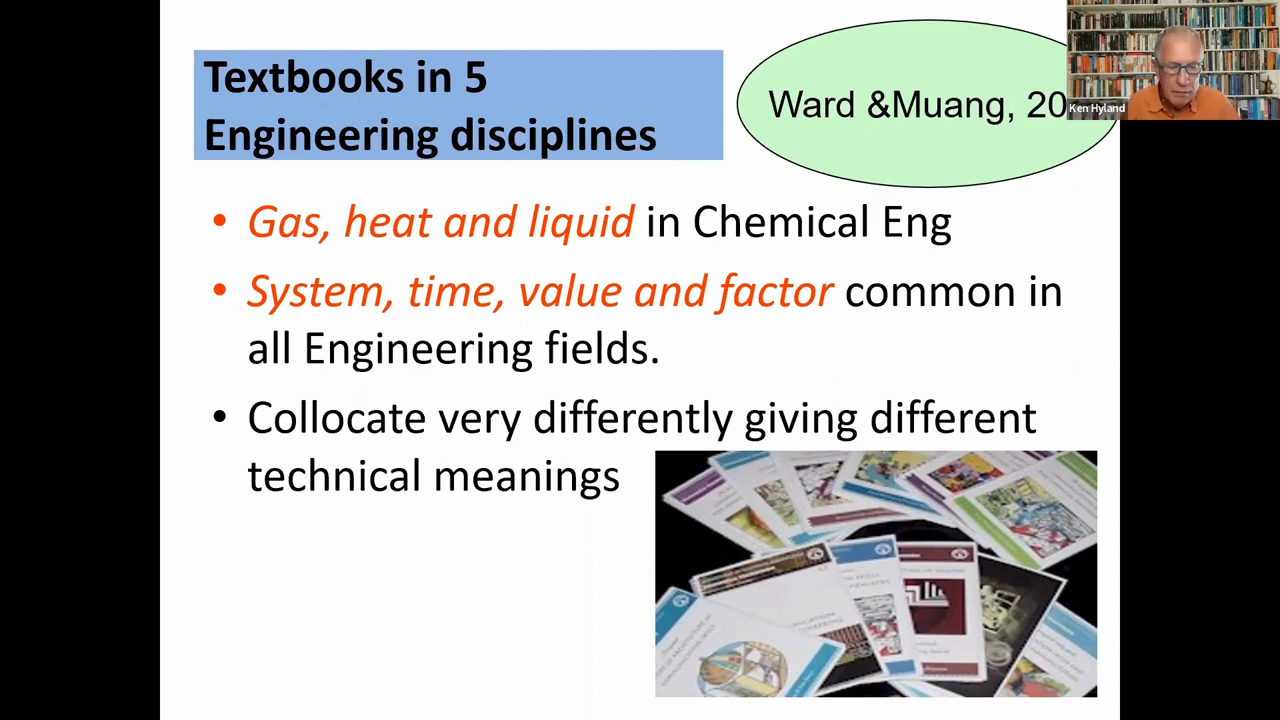 Textbooks in 5
Engineering disciplines
Ward &Muang, 20
Ken Hyland
• Gas, heat and liquid in Chemical Eng
• System, time, value and factor common in
all Engineering fields.
• Collocate very differently giving different
technical meanings